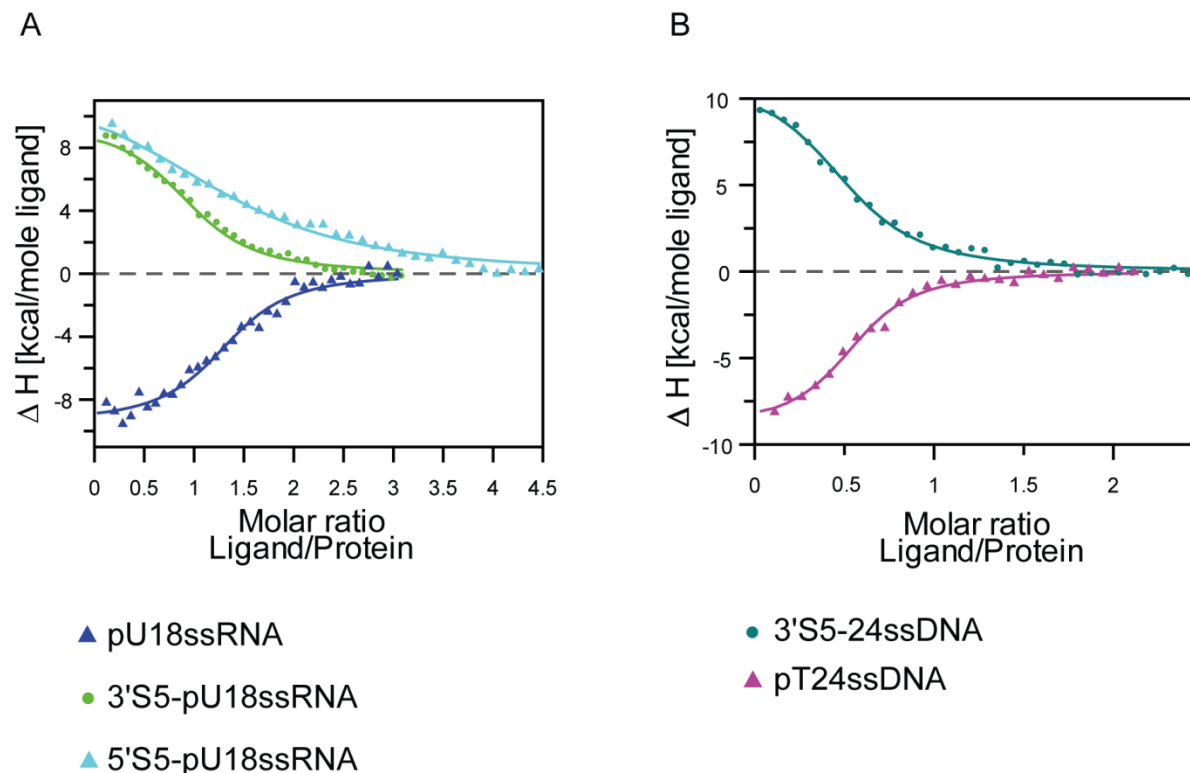 A
Δ H [kcal/mole ligand]
8
4
0
-4
-8
0 0.5 1 1.5 2 2.5 3 3.5 4 4.5
Molar ratio
Ligand/Protein
pU18ssRNA
3'S5-pU18ssRNA
5'S5-pU18ssRNA
B
Δ H [kcal/mole ligand]
10
5
0
-5
-10
0 0.5 1 1.5 2
Molar ratio
Ligand/Protein
3'S5-24ssDNA
pT24ssDNA